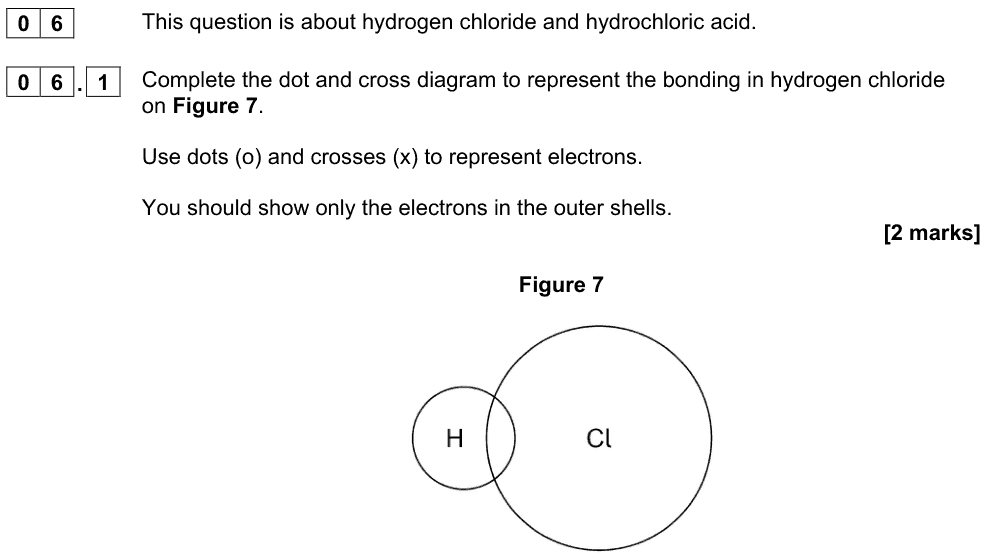 0 6 This question is about hydrogen chloride and hydrochloric acid.
0 6 . 1 Complete the dot and cross diagram to represent the bonding in hydrogen chloride
on Figure 7.
Use dots (o) and crosses (x) to represent electrons.
You should show only the electrons in the outer shells.
[2 marks]
Figure 7
H Cl